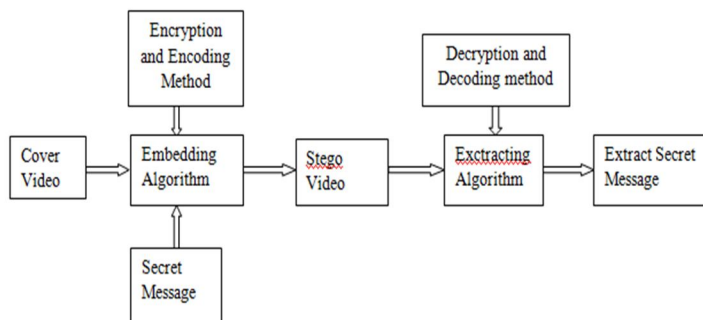 Encryption
and Encoding
Method
Decryption and
Decoding method
Cover
Video
Embedding
Algorithm
Stego
Video
Exctracting
Algorithm
Extract Secret
Message
Secret
Message